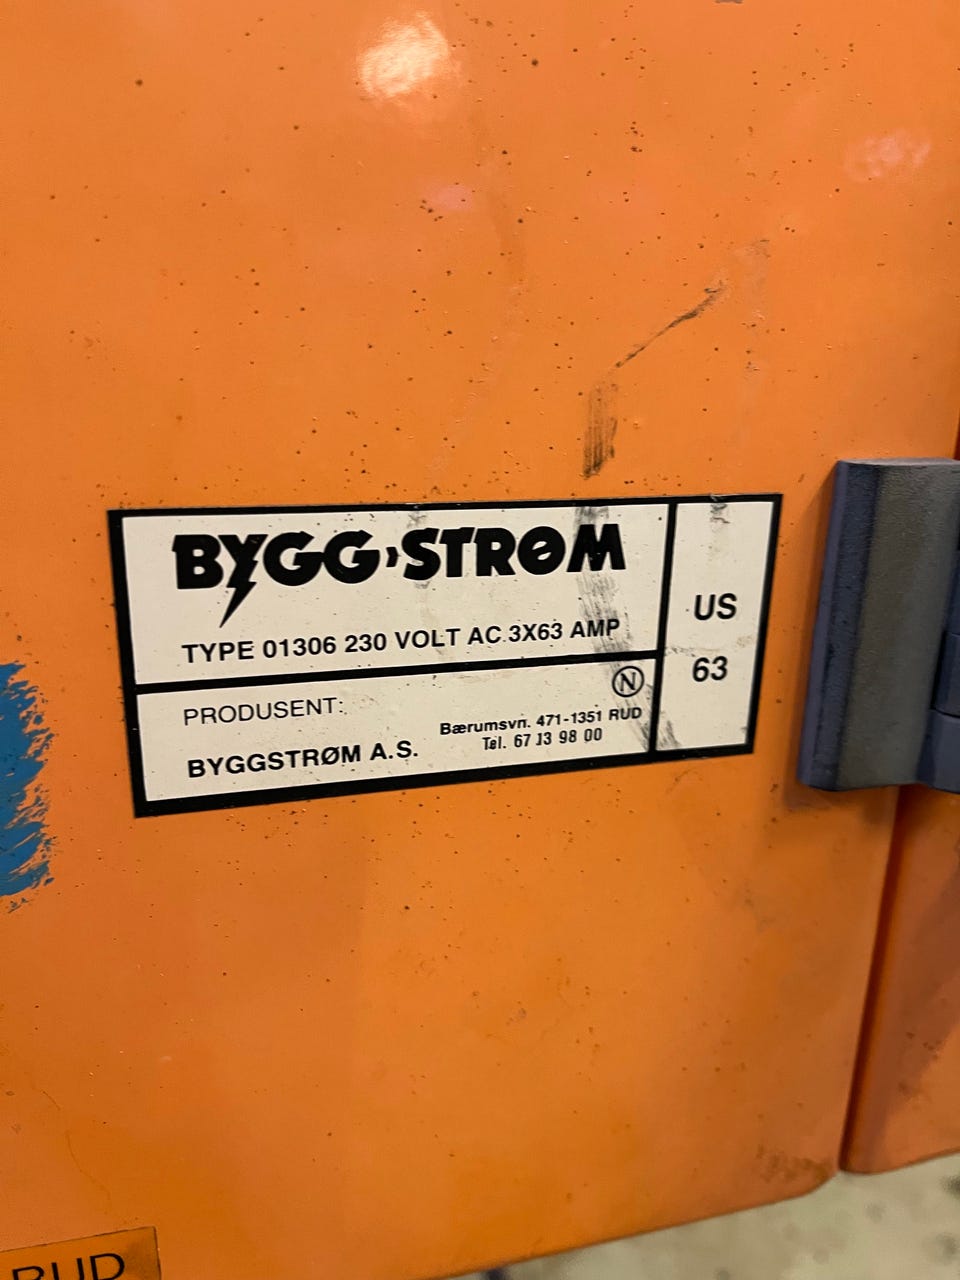 BYGG-STRØM
TYPE 01306 230 VOLT AC 3X63 AMP
US
63
N
PRODUSENT:
BYGGSTRØM A.S.
Bærumsvn. 471-1351 RUD
Tel. 67 13 98 00
RUD